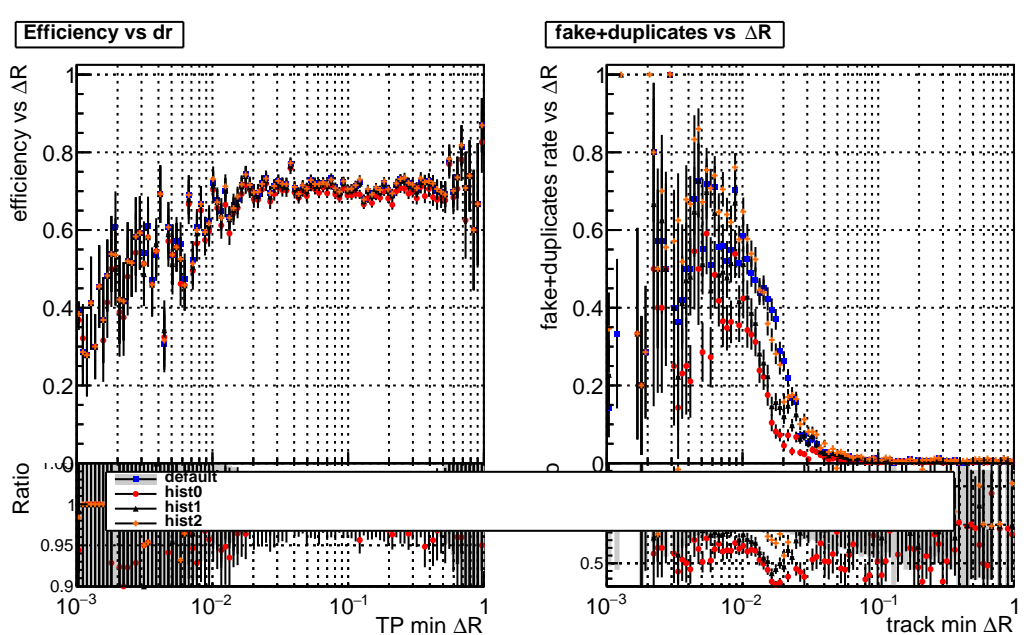 Efficiency vs dr
efficiency vs ΔR
1
0.8
0.6
0.4
0.2
0
Ratio
1
0.95
0.9
10⁻³ 10⁻² 10⁻¹ 1
TP min ΔR
fake+duplicates vs ΔR
fake+duplicates rate vs ΔR
1
0.8
0.6
0.4
0.2
0
0.5
10⁻³ 10⁻² 10⁻¹ 1
track min ΔR
default
hist0
hist1
hist2